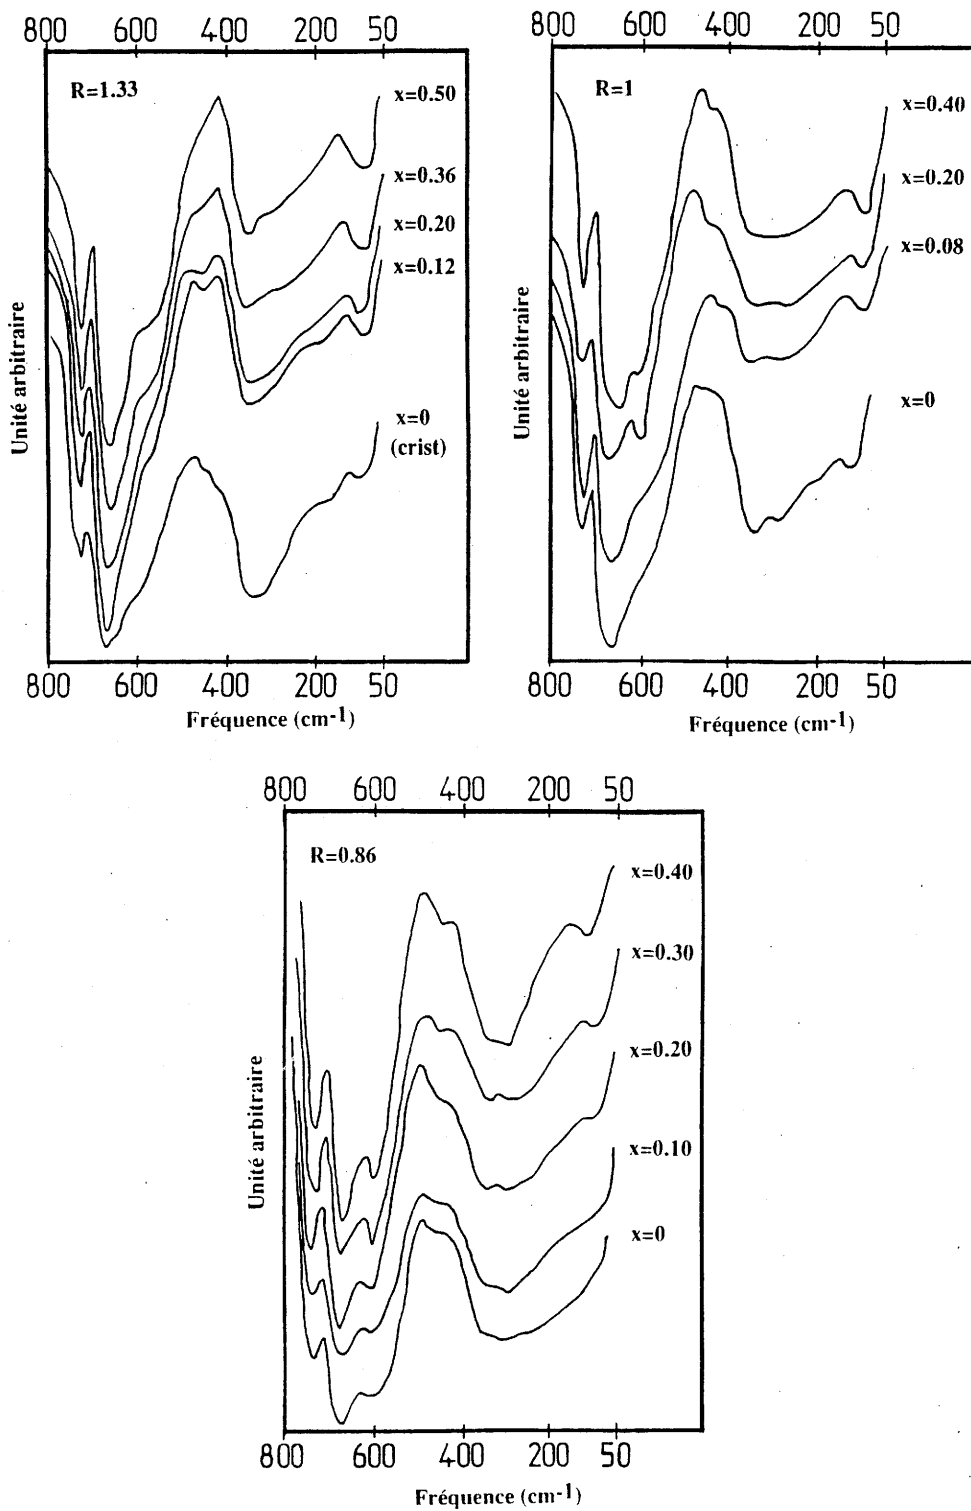 800 600 400 200 50
R=1.33
x=0.50
x=0.36
x=0.20
x=0.12
x=0
(crist)
Unité arbitraire
800 600 400 200 50
Fréquence (cm-1)
800 600 400 200 50
R=1
x=0.40
x=0.20
x=0.08
x=0
Unité arbitraire
800 600 400 200 50
Fréquence (cm-1)
800 600 400 200 50
R=0.86
x=0.40
x=0.30
x=0.20
x=0.10
x=0
Unité arbitraire
800 600 400 200 50
Fréquence (cm-1)